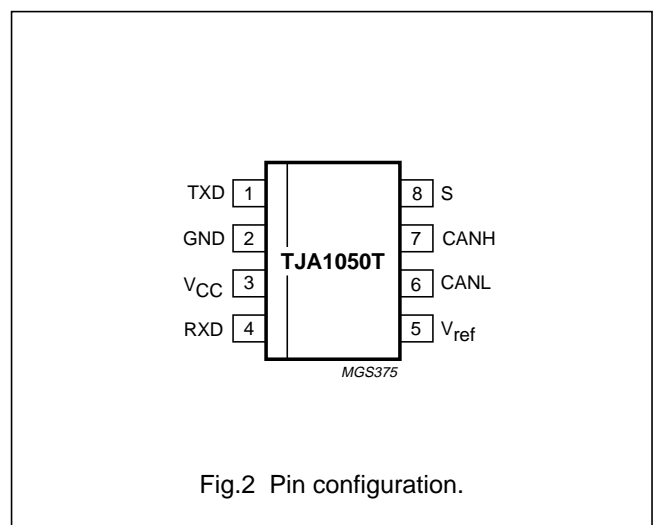 TXD 1 8 S
GND 2 7 CANH
TJA1050T
VCC 3 6 CANL
RXD 4 5 Vref
MGS375
Fig.2 Pin configuration.